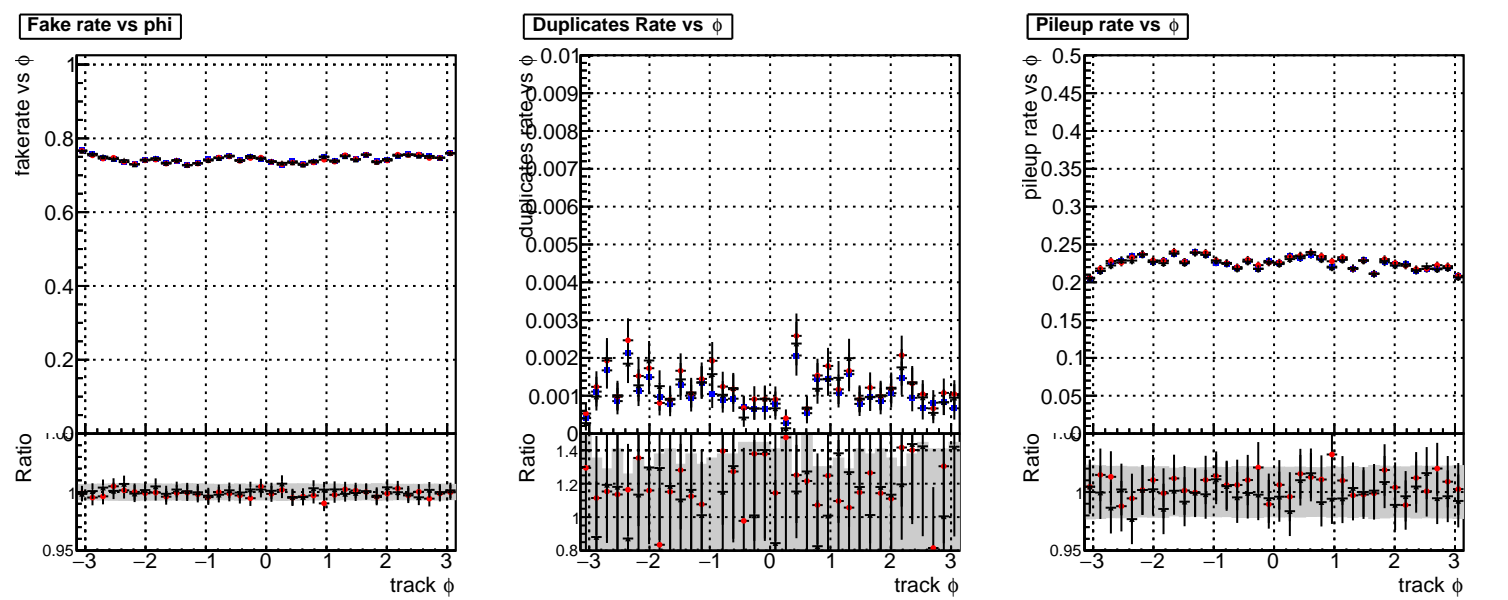 Fake rate vs phi
fakerate vs ϕ
1
0.8
0.6
0.4
0.2
0
Ratio
1
0.95
−3 −2 −1 0 1 2 3
track ϕ
Duplicates Rate vs ϕ
duplicates rate vs ϕ
0.01
0.009
0.008
0.007
0.006
0.005
0.004
0.003
0.002
0.001
0
Ratio
1.4
1.2
1
0.8
−3 −2 −1 0 1 2 3
track ϕ
Pileup rate vs ϕ
pileup rate vs ϕ
0.5
0.45
0.4
0.35
0.3
0.25
0.2
0.15
0.1
0.05
0
Ratio
1
0.95
−3 −2 −1 0 1 2 3
track ϕ